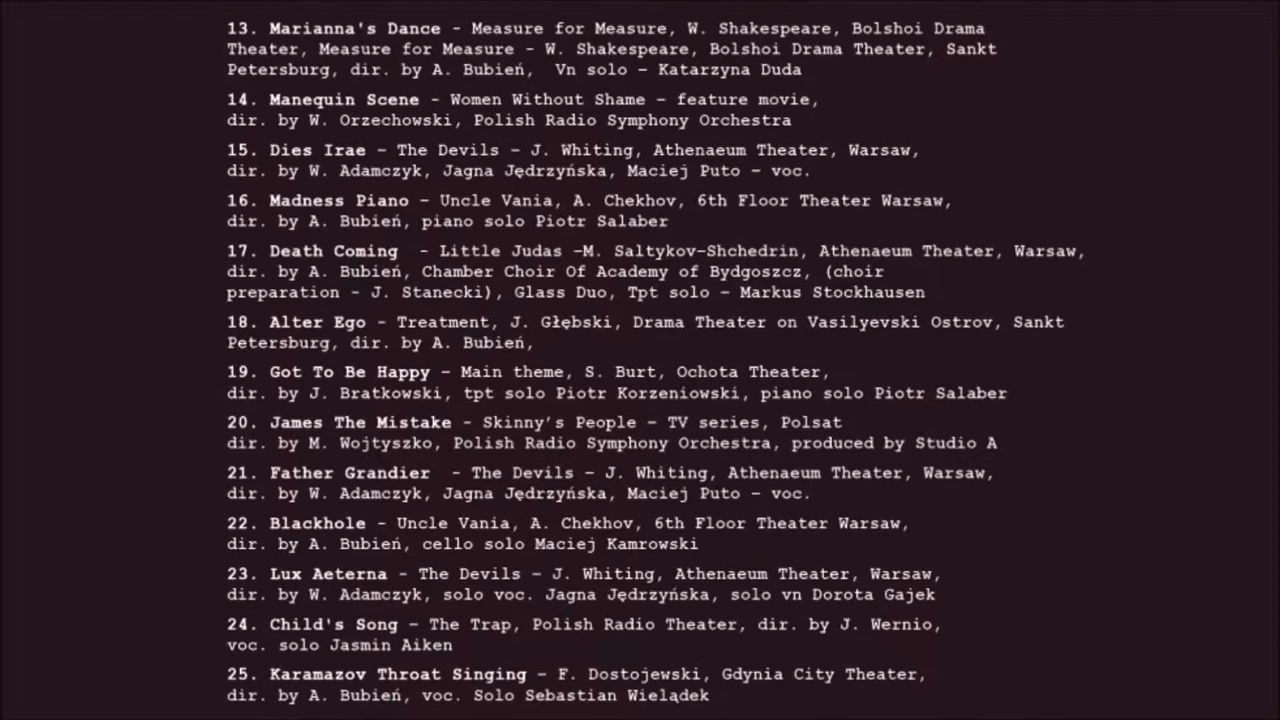 13. Marianna's Dance - Measure for Measure, W. Shakespeare, Bolshoi Drama
Theater, Measure for Measure - W. Shakespeare, Bolshoi Drama Theater, Sankt
Petersburg, dir. by A. Bubień,  Vn solo – Katarzyna Duda
14. Manequin Scene - Women Without Shame – feature movie,
dir. by W. Orzechowski, Polish Radio Symphony Orchestra
15. Dies Irae – The Devils – J. Whiting, Athenaeum Theater, Warsaw,
dir. by W. Adamczyk, Jagna Jędrzyńska, Maciej Puto – voc.
16. Madness Piano – Uncle Vania, A. Chekhov, 6th Floor Theater Warsaw,
dir. by A. Bubień, piano solo Piotr Salaber
17. Death Coming  - Little Judas –M. Saltykov–Shchedrin, Athenaeum Theater, Warsaw,
dir. by A. Bubień, Chamber Choir Of Academy of Bydgoszcz, (choir
preparation - J. Stanecki), Glass Duo, Tpt solo – Markus Stockhausen
18. Alter Ego - Treatment, J. Głębski, Drama Theater on Vasilyevski Ostrov, Sankt
Petersburg, dir. by A. Bubień,
19. Got To Be Happy – Main theme, S. Burt, Ochota Theater,
dir. by J. Bratkowski, tpt solo Piotr Korzeniowski, piano solo Piotr Salaber
20. James The Mistake - Skinny's People – TV series, Polsat
dir. by M. Wojtyszko, Polish Radio Symphony Orchestra, produced by Studio A
21. Father Grandier  - The Devils – J. Whiting, Athenaeum Theater, Warsaw,
dir. by W. Adamczyk, Jagna Jędrzyńska, Maciej Puto – voc.
22. Blackhole - Uncle Vania, A. Chekhov, 6th Floor Theater Warsaw,
dir. by A. Bubień, cello solo Maciej Kamrowski
23. Lux Aeterna - The Devils – J. Whiting, Athenaeum Theater, Warsaw,
dir. by W. Adamczyk, solo voc. Jagna Jędrzyńska, solo vn Dorota Gajek
24. Child's Song – The Trap, Polish Radio Theater, dir. by J. Wernio,
voc. solo Jasmin Aiken
25. Karamazov Throat Singing – F. Dostojewski, Gdynia City Theater,
dir. by A. Bubień, voc. Solo Sebastian Wielądek